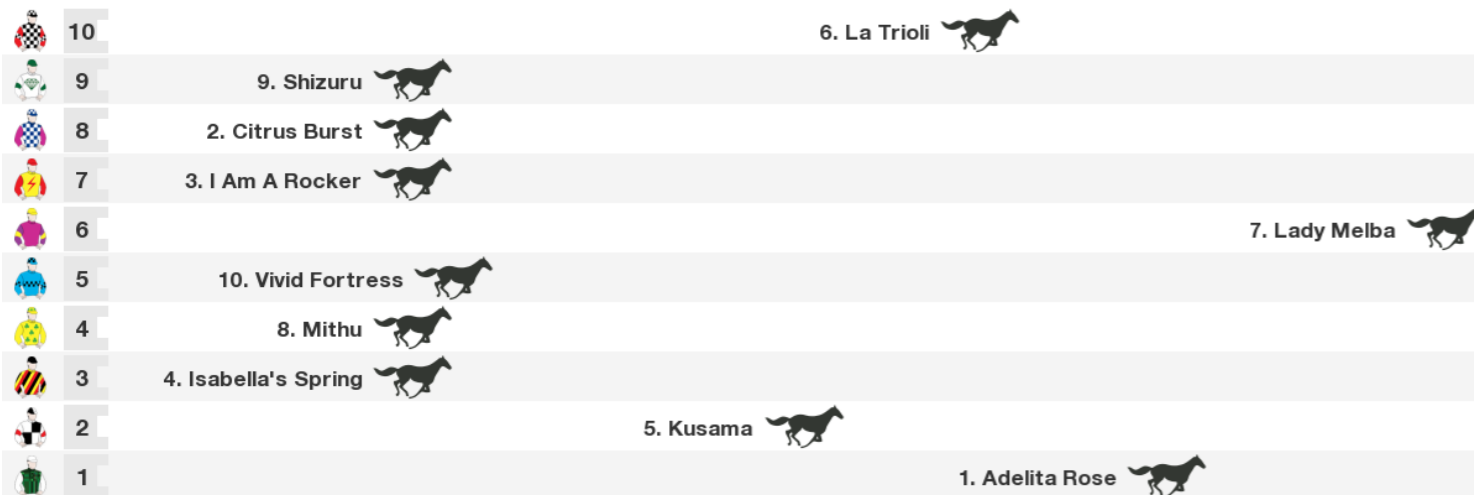 10 6. La Trioli
9 9. Shizuru
8 2. Citrus Burst
7 3. I Am A Rocker
6 7. Lady Melba
5 10. Vivid Fortress
4 8. Mithu
3 4. Isabella's Spring
2 5. Kusama
1 1. Adelita Rose